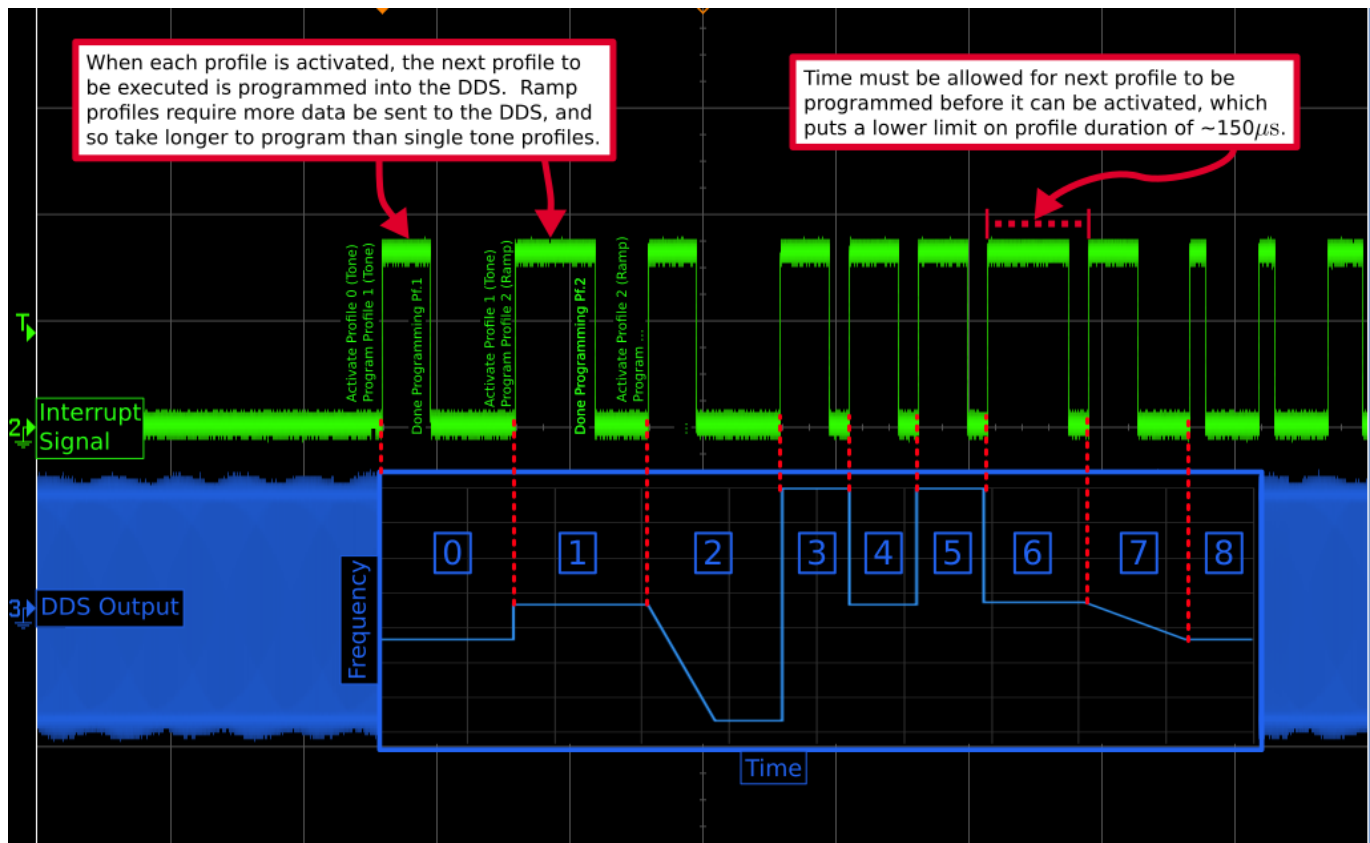 When each profile is activated, the next profile to
be executed is programmed into the DDS. Ramp
profiles require more data be sent to the DDS, and
so take longer to program than single tone profiles.
Time must be allowed for next profile to be
programmed before it can be activated, which
puts a lower limit on profile duration of ~150μs.
Activate Profile 0 (Tone)
Program Profile 1 (Tone)
Done Programming Pf.1
Activate Profile 1 (Tone)
Program Profile 2 (Ramp)
Done Programming Pf.2
Activate Profile 2 (Ramp)
Program ...
...
T
2
Interrupt
Signal
3
DDS Output
Frequency
0
1
2
3
4
5
6
7
8
Time